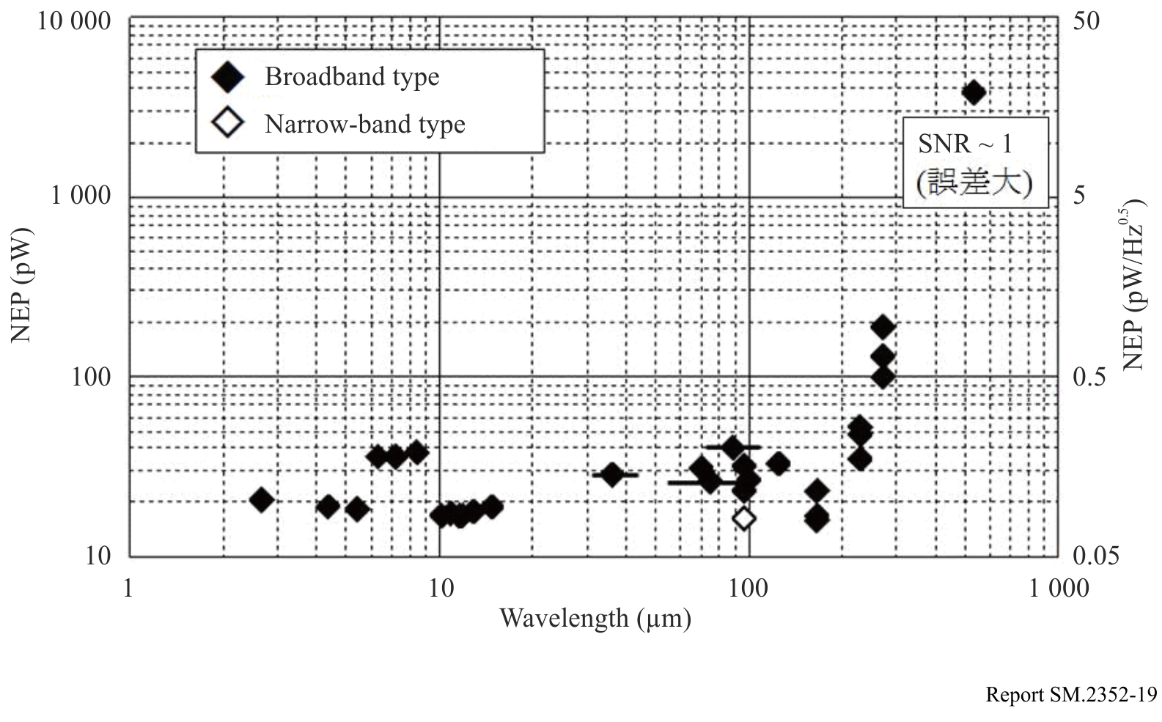 10 000
1 000
100
10
NEP (pW)
Broadband type
Narrow-band type
SNR ~ 1
(誤差大)
50
5
0.5
0.05
NEP (pW/Hz0.5)
1
10
100
1 000
Wavelength (µm)
Report SM.2352-19